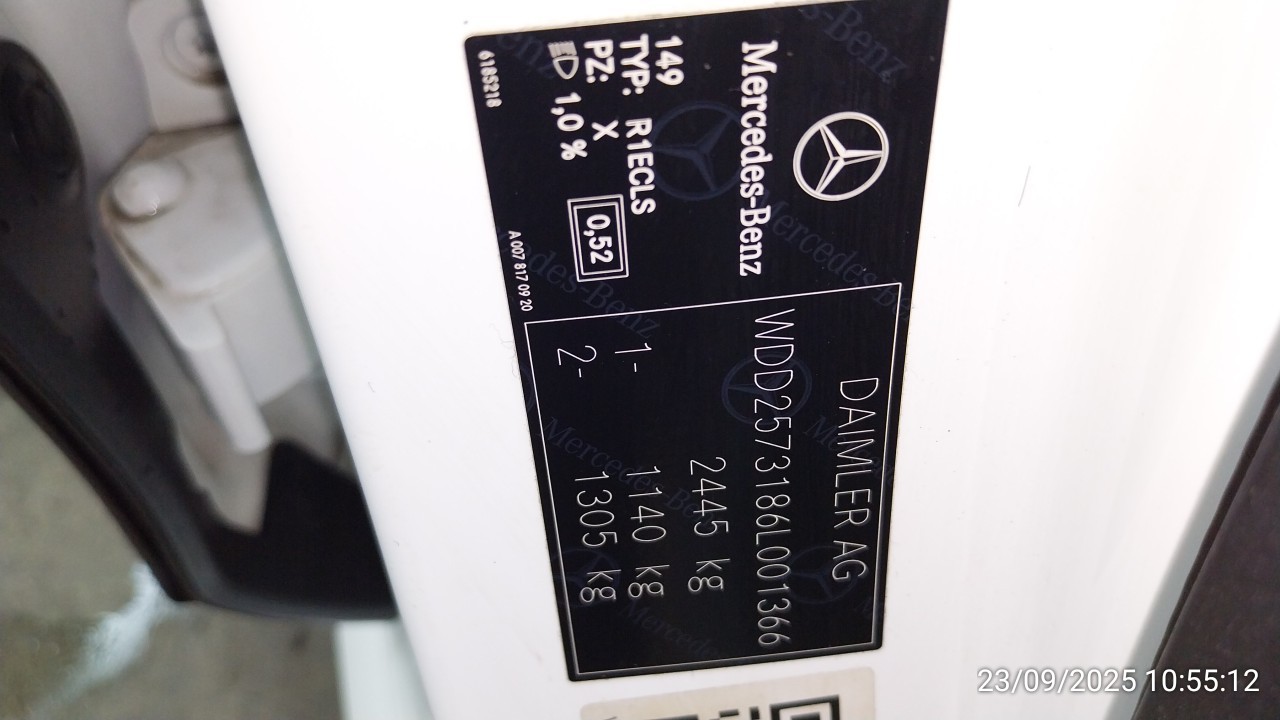 Mercedes-Benz
149
TYP: R1ECLS
PZ: X
1,0 %
0,52
6185218
A 007 817 09 20
DAIMLER AG
WDD2573186L001366
2445 kg
1- 1140 kg
2- 1305 kg
23/09/2025 10:55:12